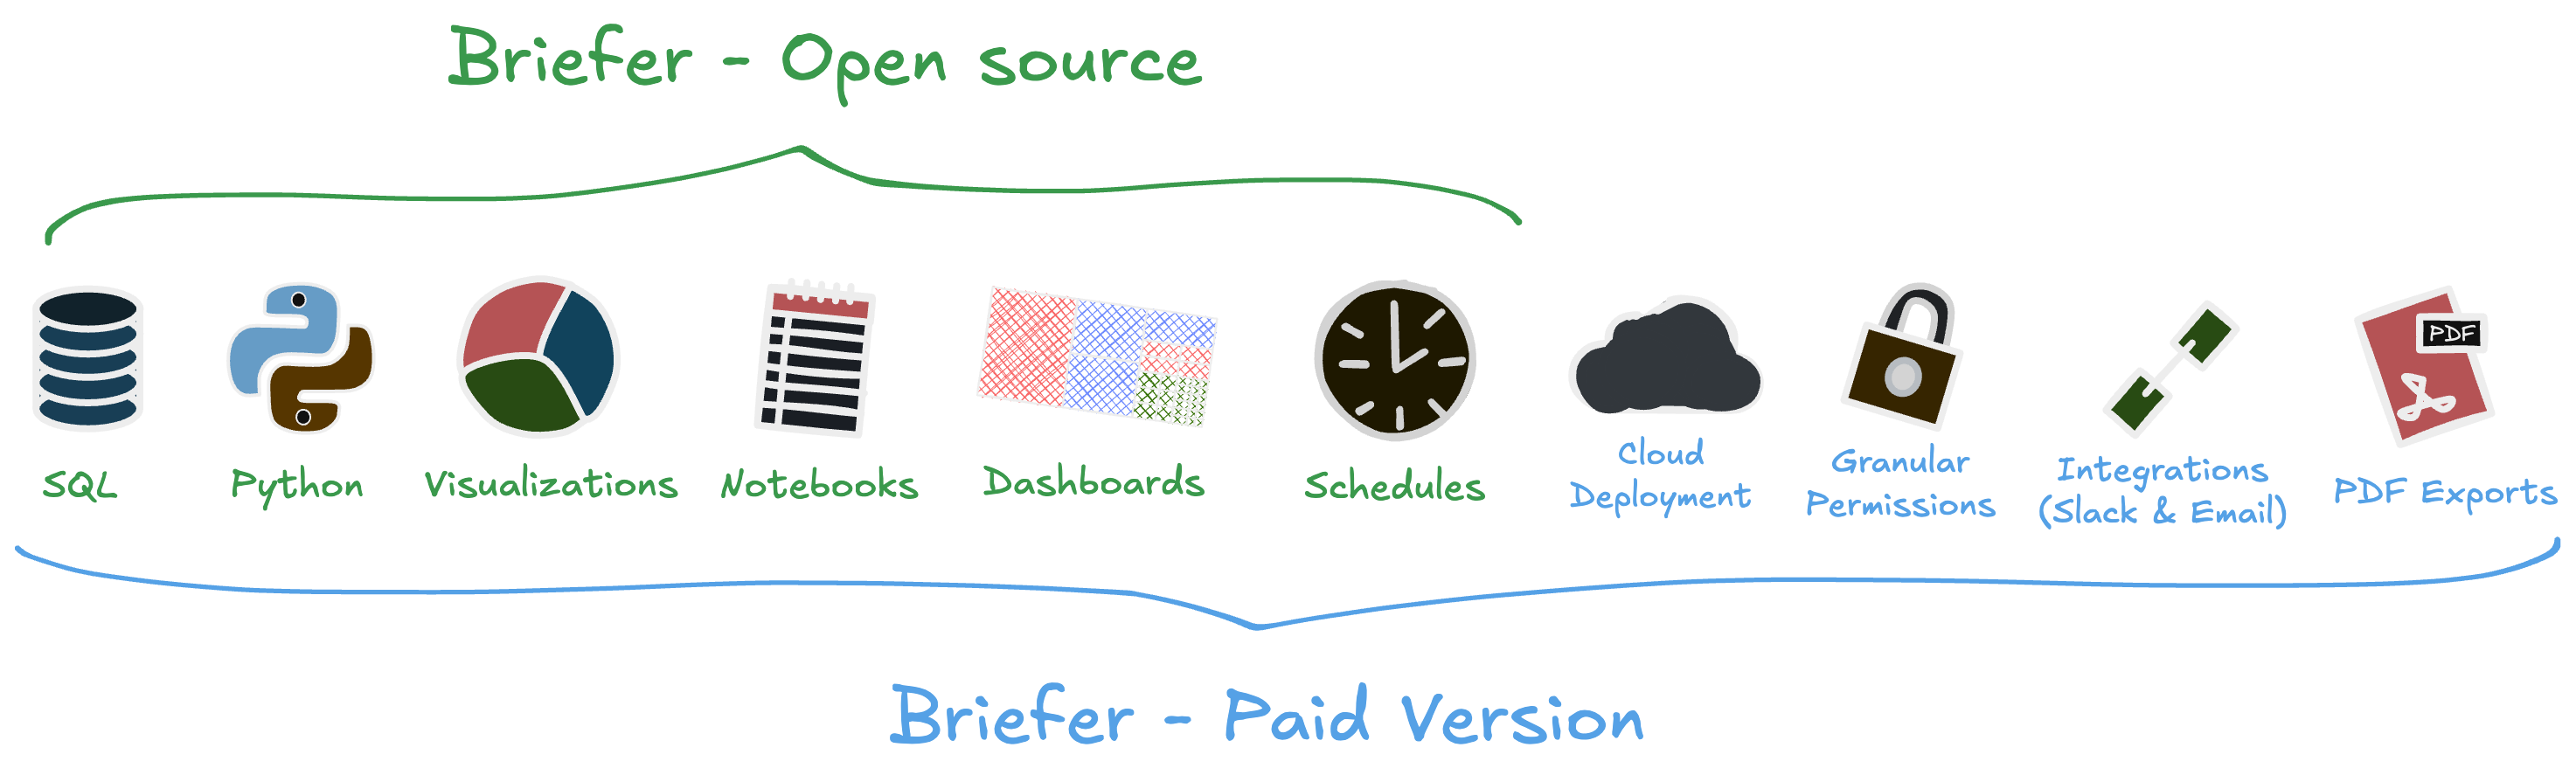 Briefer - Open source
PDF
SQL
Python
Visualizations
Notebooks
Dashboards
Schedules
Cloud
Deployment
Granular
Permissions
Integrations
(Slack & Email)
PDF Exports
Briefer - Paid Version